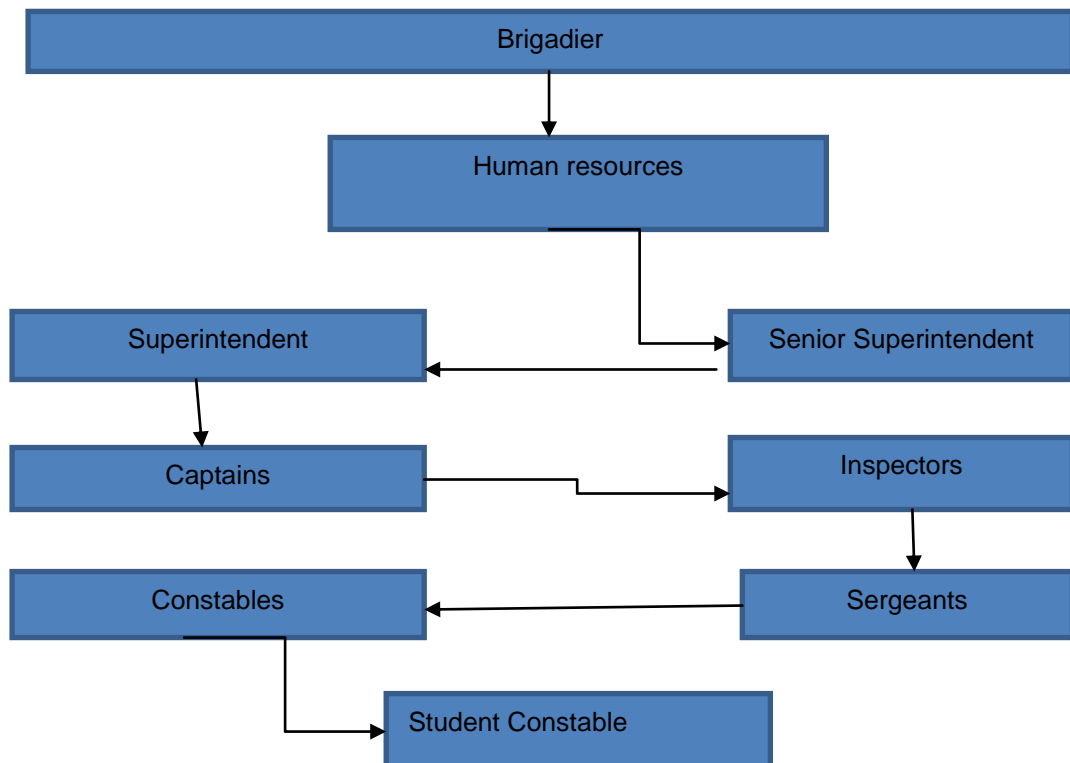 Brigadier
Human resources
Superintendent
Senior Superintendent
Captains
Inspectors
Constables
Sergeants
Student Constable